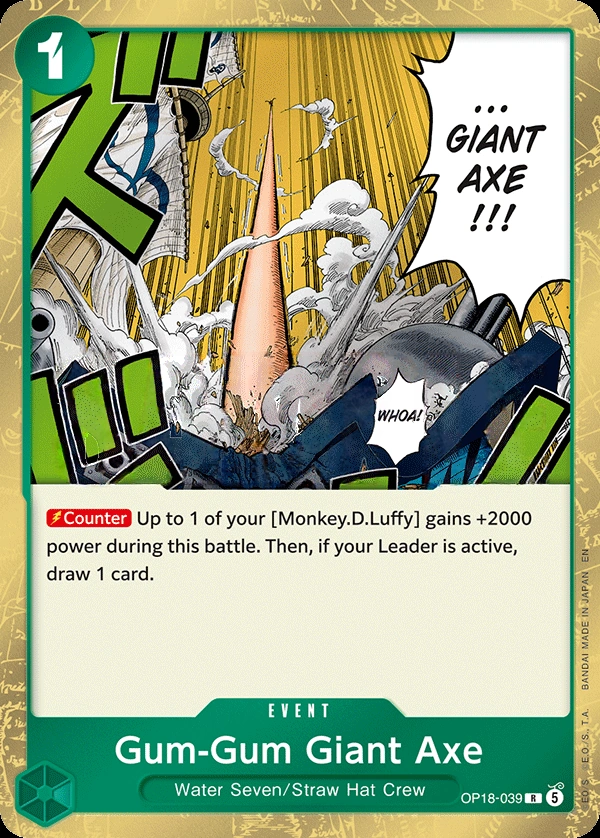 1
...
GIANT
AXE
!!!
WHOA!
Counter Up to 1 of your [Monkey.D.Luffy] gains +2000
power during this battle. Then, if your Leader is active,
draw 1 card.
EVENT
Gum-Gum Giant Axe
Water Seven/Straw Hat Crew
OP18-039 R 5
BANDAI MADE IN JAPAN EN